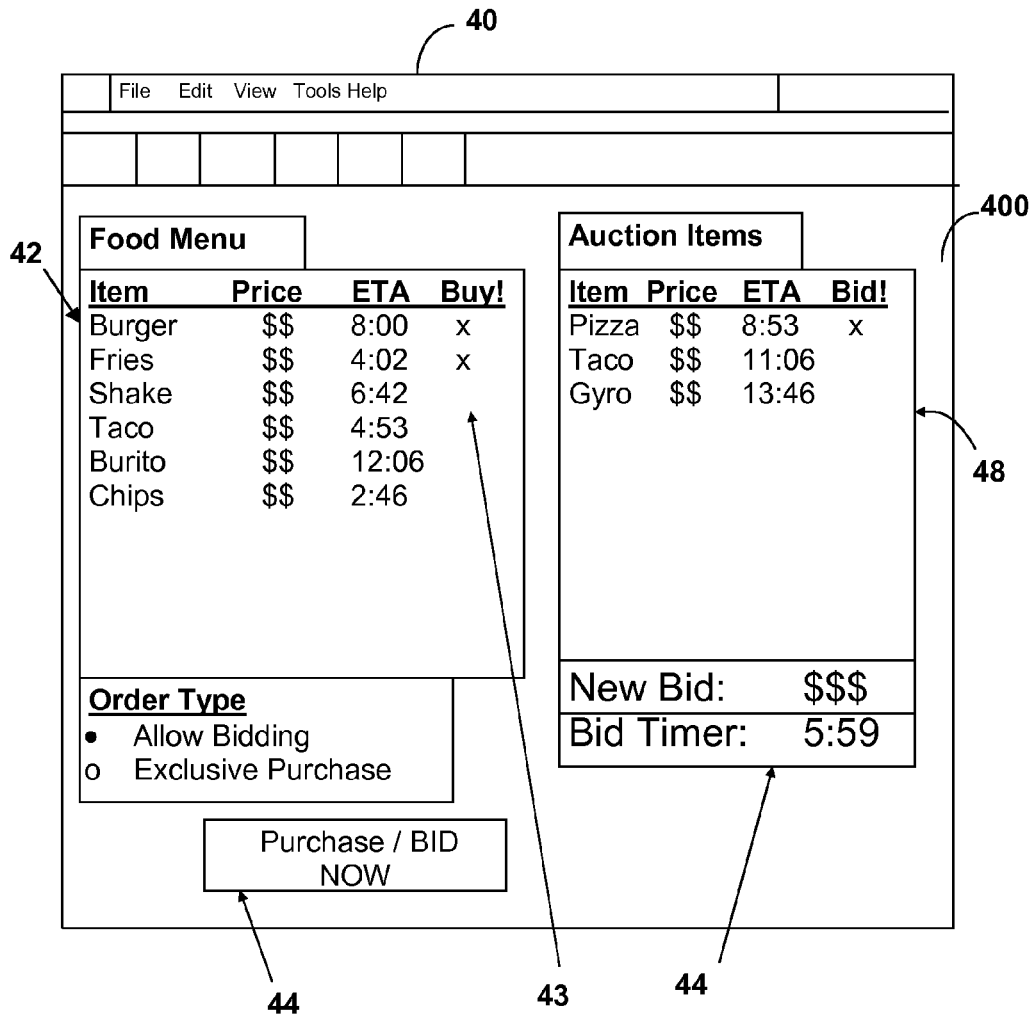 40
File Edit View Tools Help
400
42
Food Menu
Item Price ETA Buy!
Burger $$ 8:00 x
Fries $$ 4:02 x
Shake $$ 6:42
Taco $$ 4:53
Burito $$ 12:06
Chips $$ 2:46
Order Type
● Allow Bidding
o Exclusive Purchase
Purchase / BID
NOW
Auction Items
Item Price ETA Bid!
Pizza $$ 8:53 x
Taco $$ 11:06
Gyro $$ 13:46
New Bid: $$$
Bid Timer: 5:59
48
44
43
44